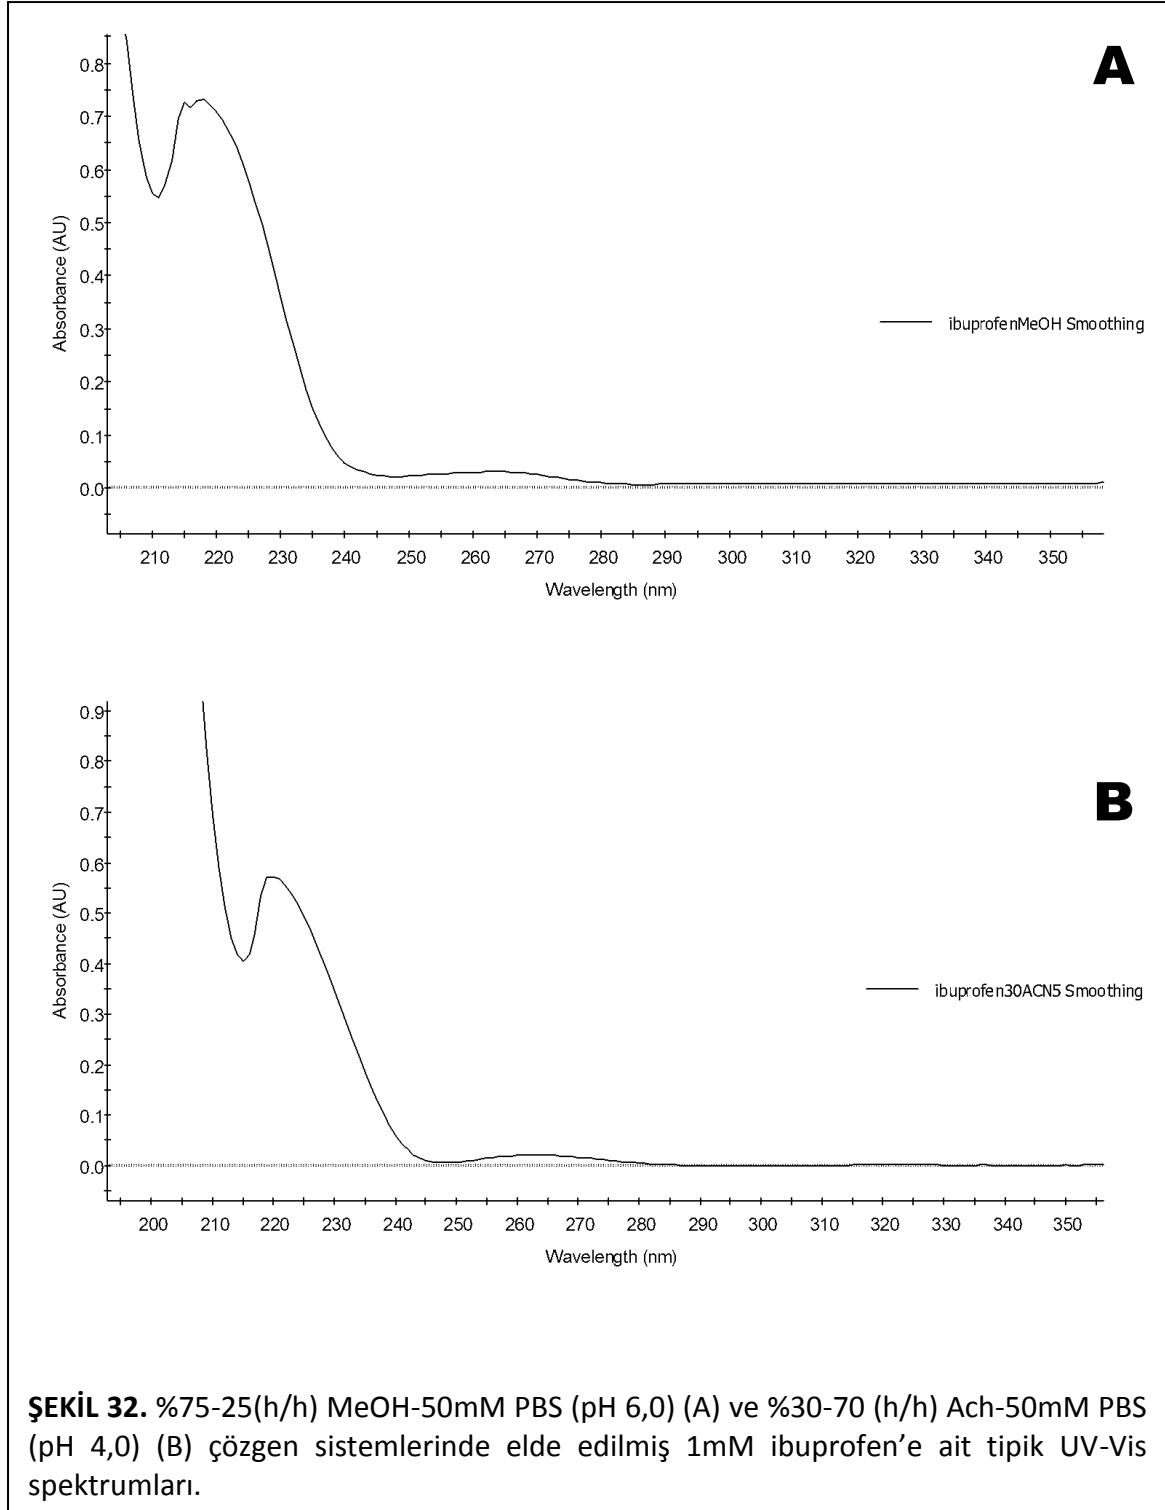 A
0.8
0.7
0.6
0.5
0.4
0.3
0.2
0.1
0.0
Absorbance (AU)
ibuprofenMeOH Smoothing
210 220 230 240 250 260 270 280 290 300 310 320 330 340 350
Wavelength (nm)
B
0.9
0.8
0.7
0.6
0.5
0.4
0.3
0.2
0.1
0.0
Absorbance (AU)
ibuprofen30ACN5 Smoothing
200 210 220 230 240 250 260 270 280 290 300 310 320 330 340 350
Wavelength (nm)
ŞEKİL 32. %75-25(h/h) MeOH-50mM PBS (pH 6,0) (A) ve %30-70 (h/h) Ach-50mM PBS
(pH 4,0) (B) çözgen sistemlerinde elde edilmiş 1mM ibuprofen’e ait tipik UV-Vis
spektrumları.